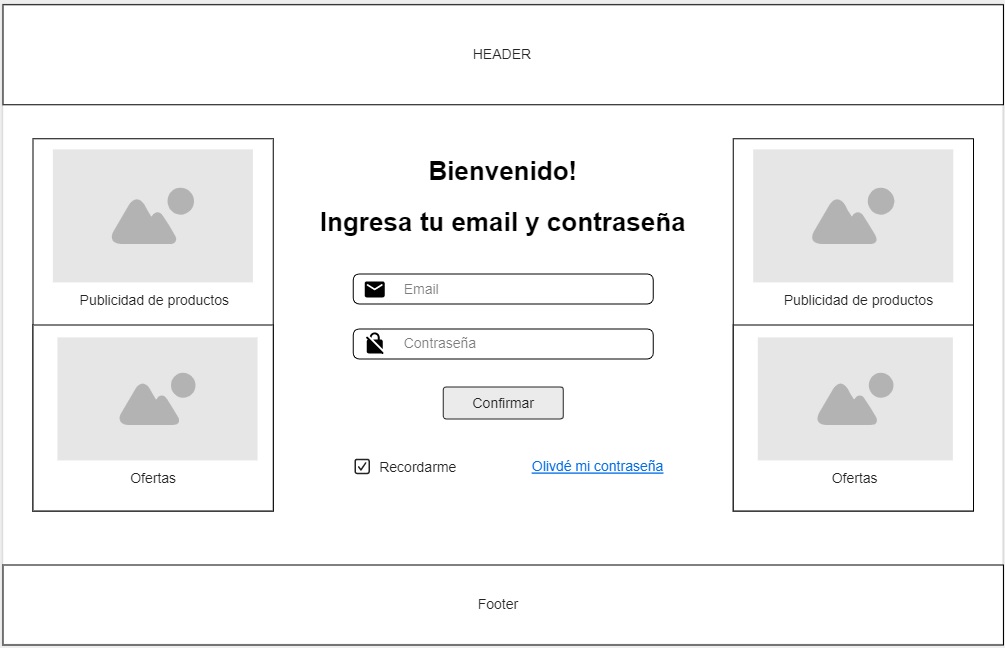 HEADER
Bienvenido!
Ingresa tu email y contraseña
Email
Contraseña
Confirmar
Recordarme
Olivdé mi contraseña
Publicidad de productos
Ofertas
Publicidad de productos
Ofertas
Footer